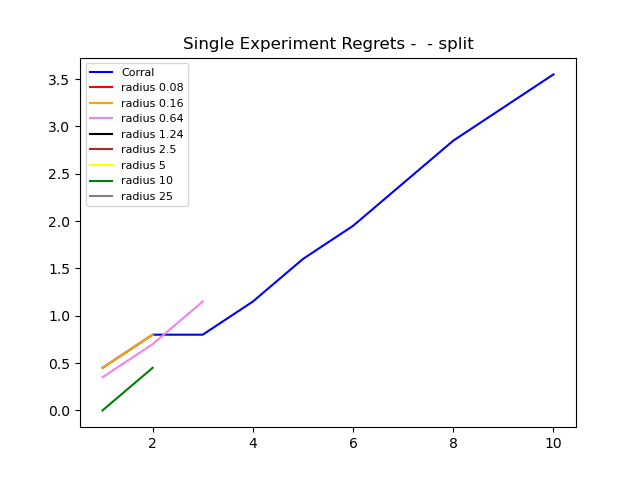 Single Experiment Regrets -  - split
Corral
radius 0.08
radius 0.16
radius 0.64
radius 1.24
radius 2.5
radius 5
radius 10
radius 25
3.5
3.0
2.5
2.0
1.5
1.0
0.5
0.0
2 4 6 8 10